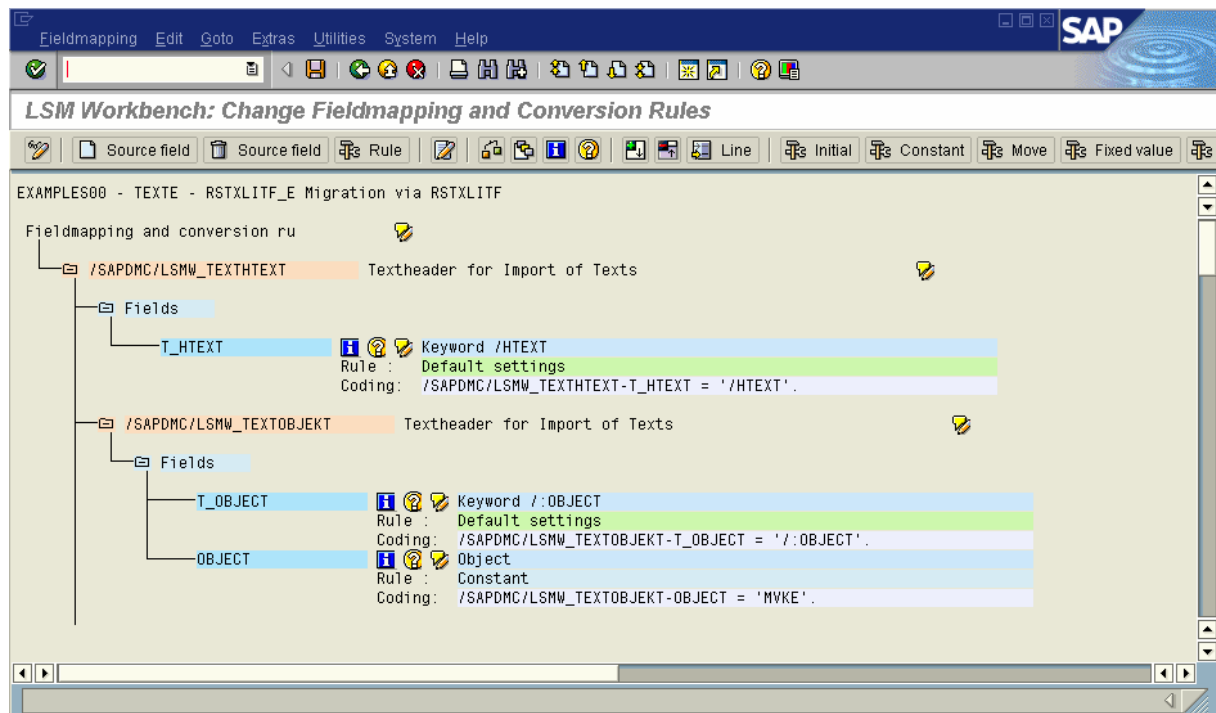 Fieldmapping Edit Goto Extras Utilities System Help
SAP
LSM Workbench: Change Fieldmapping and Conversion Rules
Source field Source field Rule Line Initial Constant Move Fixed value
EXAMPLES00 - TEXTE - RSTXLITF_E Migration via RSTXLITF
Fieldmapping and conversion ru
/SAPDMC/LSMW_TEXTHTEXT Textheader for Import of Texts
Fields
T_HTEXT Keyword /HTEXT
Rule : Default settings
Coding: /SAPDMC/LSMW_TEXTHTEXT-T_HTEXT = '/HTEXT'.
/SAPDMC/LSMW_TEXTOBJEKT Textheader for Import of Texts
Fields
T_OBJECT Keyword /:OBJECT
Rule : Default settings
Coding: /SAPDMC/LSMW_TEXTOBJEKT-T_OBJECT = '/:OBJECT'.
OBJECT Object
Rule : Constant
Coding: /SAPDMC/LSMW_TEXTOBJEKT-OBJECT = 'MVKE'.